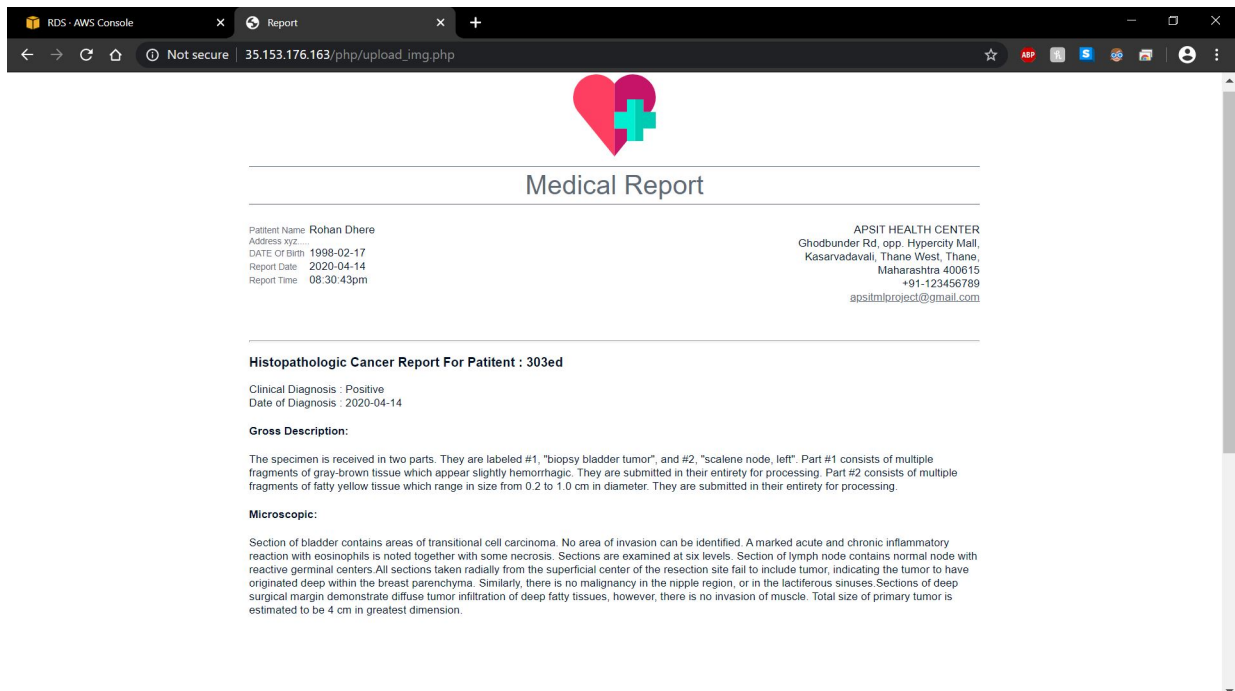 RDS · AWS Console
Report
Not secure
35.153.176.163/php/upload_img.php
ABP
S
Medical Report
Patitent Name Rohan Dhere
Address xyz.....
DATE Of Birth 1998-02-17
Report Date 2020-04-14
Report Time 08:30:43pm
APSIT HEALTH CENTER
Ghodbunder Rd, opp. Hypercity Mall,
Kasarvadavali, Thane West, Thane,
Maharashtra 400615
+91-123456789
apsitmlproject@gmail.com
Histopathologic Cancer Report For Patitent : 303ed
Clinical Diagnosis : Positive
Date of Diagnosis : 2020-04-14
Gross Description:
The specimen is received in two parts. They are labeled #1, "biopsy bladder tumor", and #2, "scalene node, left". Part #1 consists of multiple
fragments of gray-brown tissue which appear slightly hemorrhagic. They are submitted in their entirety for processing. Part #2 consists of multiple
fragments of fatty yellow tissue which range in size from 0.2 to 1.0 cm in diameter. They are submitted in their entirety for processing.
Microscopic:
Section of bladder contains areas of transitional cell carcinoma. No area of invasion can be identified. A marked acute and chronic inflammatory
reaction with eosinophils is noted together with some necrosis. Sections are examined at six levels. Section of lymph node contains normal node with
reactive germinal centers.All sections taken radially from the superficial center of the resection site fail to include tumor, indicating the tumor to have
originated deep within the breast parenchyma. Similarly, there is no malignancy in the nipple region, or in the lactiferous sinuses.Sections of deep
surgical margin demonstrate diffuse tumor infiltration of deep fatty tissues, however, there is no invasion of muscle. Total size of primary tumor is
estimated to be 4 cm in greatest dimension.